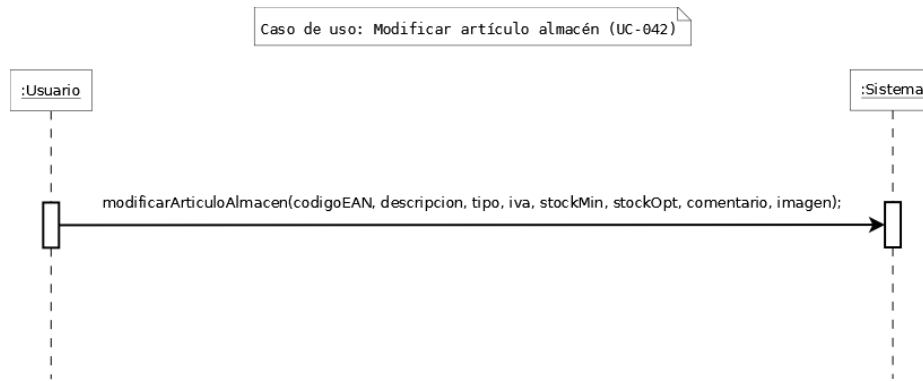 Caso de uso: Modificar artículo almacén (UC-042)
:Usuario
:Sistema
modificarArticuloAlmacen(codigoEAN, descripcion, tipo, iva, stockMin, stockOpt, comentario, imagen);